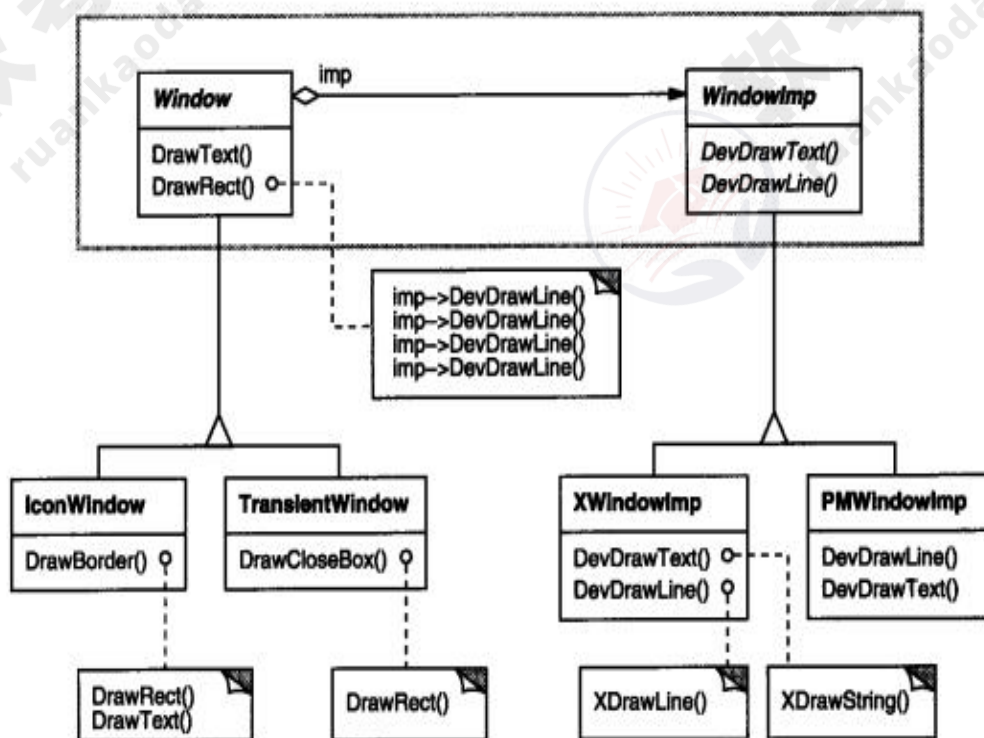 imp
Window
WindowImp
DrawText()
DrawRect()
DevDrawText()
DevDrawLine()
imp->DevDrawLine()
imp->DevDrawLine()
imp->DevDrawLine()
imp->DevDrawLine()
IconWindow
DrawBorder()
TransientWindow
DrawCloseBox()
XWindowImp
DevDrawText()
DevDrawLine()
PMWindowImp
DevDrawLine()
DevDrawText()
DrawRect()
DrawText()
DrawRect()
XDrawLine()
XDrawString()